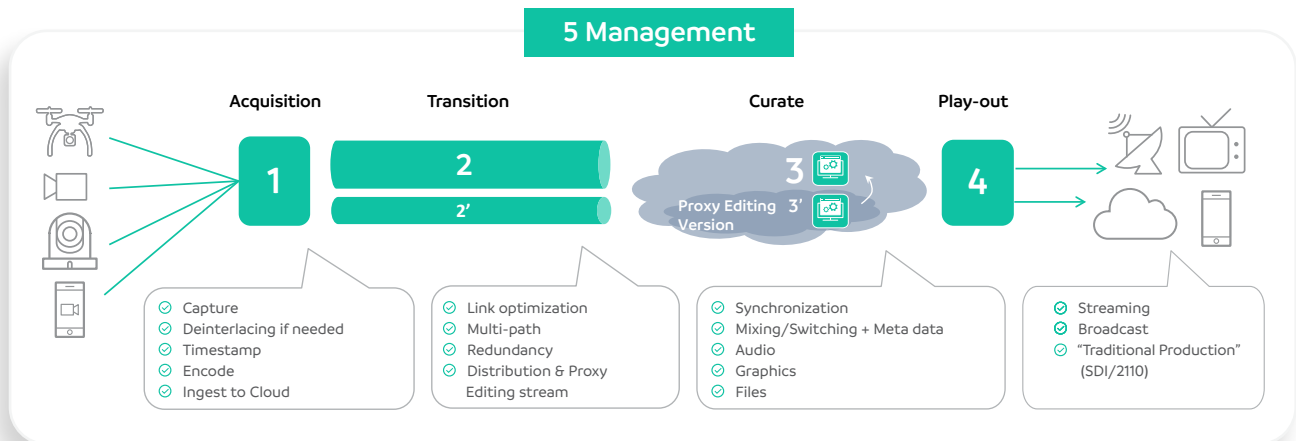 5 Management
Acquisition
Transition
Curate
Play-out
1
2
2’
3
Proxy Editing 3’
Version
4
Capture
Deinterlacing if needed
Timestamp
Encode
Ingest to Cloud
Link optimization
Multi-path
Redundancy
Distribution & Proxy
Editing stream
Synchronization
Mixing/Switching + Meta data
Audio
Graphics
Files
Streaming
Broadcast
“Traditional Production”
(SDI/2110)